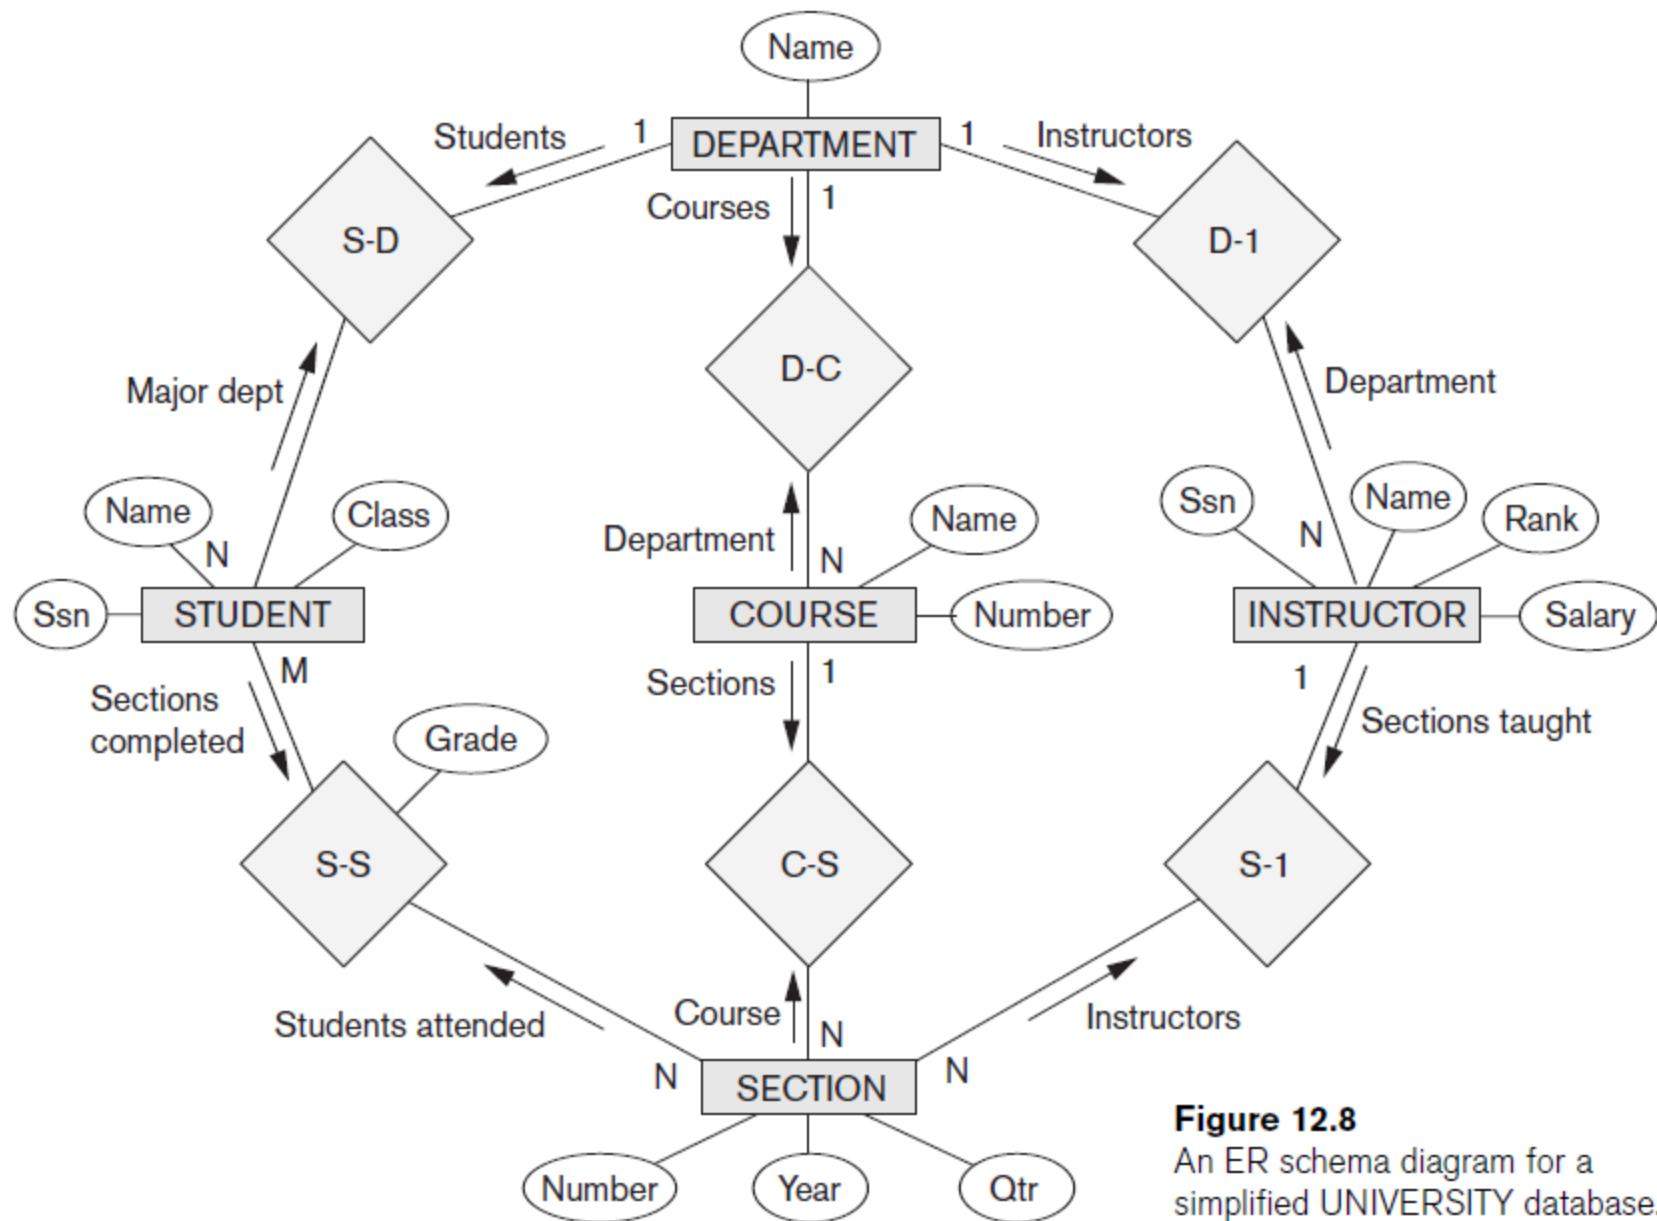 Name
Students
1
DEPARTMENT
1
Instructors
Courses
1
S-D
D-1
D-C
Major dept
Department
Name
Class
Department
Name
Ssn
Name
Rank
N
N
N
Ssn
STUDENT
COURSE
Number
INSTRUCTOR
Salary
M
Sections
1
1
Sections
completed
Grade
Sections taught
S-S
C-S
S-1
Students attended
Course
Instructors
N
N
N
SECTION
Number
Year
Qtr
Figure 12.8
An ER schema diagram for a
simplified UNIVERSITY database.